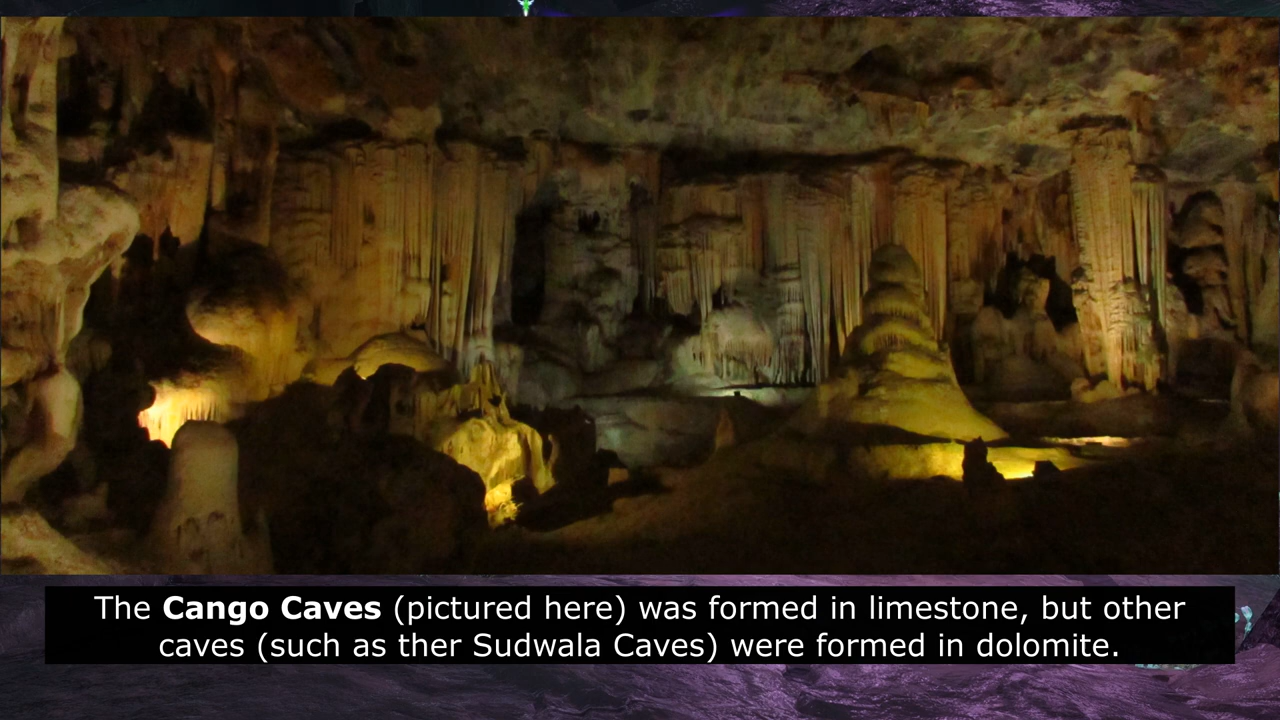 The Cango Caves (pictured here) was formed in limestone, but other
caves (such as ther Sudwala Caves) were formed in dolomite.